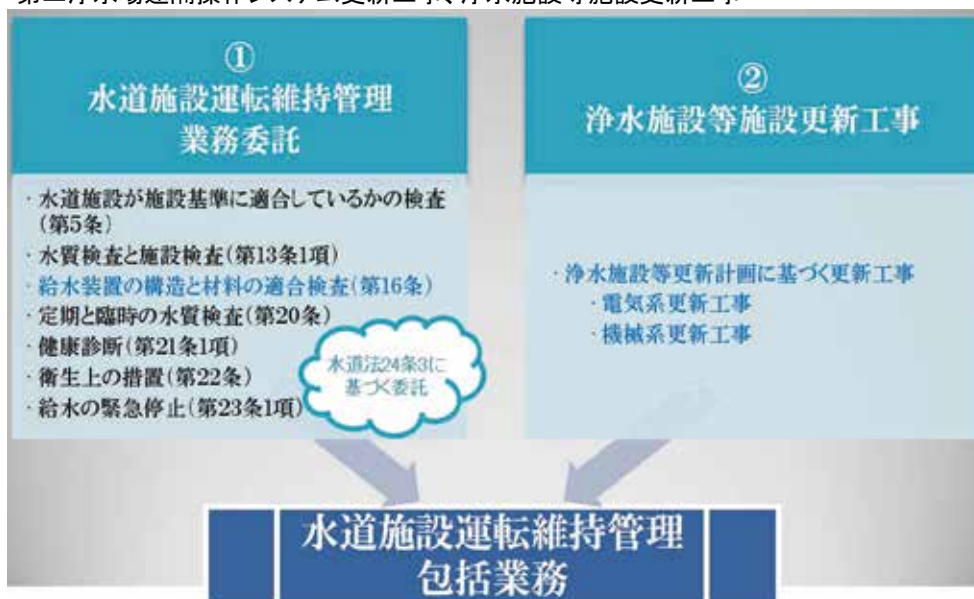 ①
水道施設運転維持管理
業務委託
・水道施設が施設基準に適合しているかの検査
(第5条)
・水質検査と施設検査(第13条1項)
・給水装置の構造と材料の適合検査(第16条)
・定期と臨時の水質検査(第20条)
・健康診断(第21条1項)
・衛生上の措置(第22条)
・給水の緊急停止(第23条1項)
水道法24条3に
基づく委託
②
浄水施設等施設更新工事
・浄水施設等更新計画に基づく更新工事
・電気系更新工事
・機械系更新工事
水道施設運転維持管理
包括業務